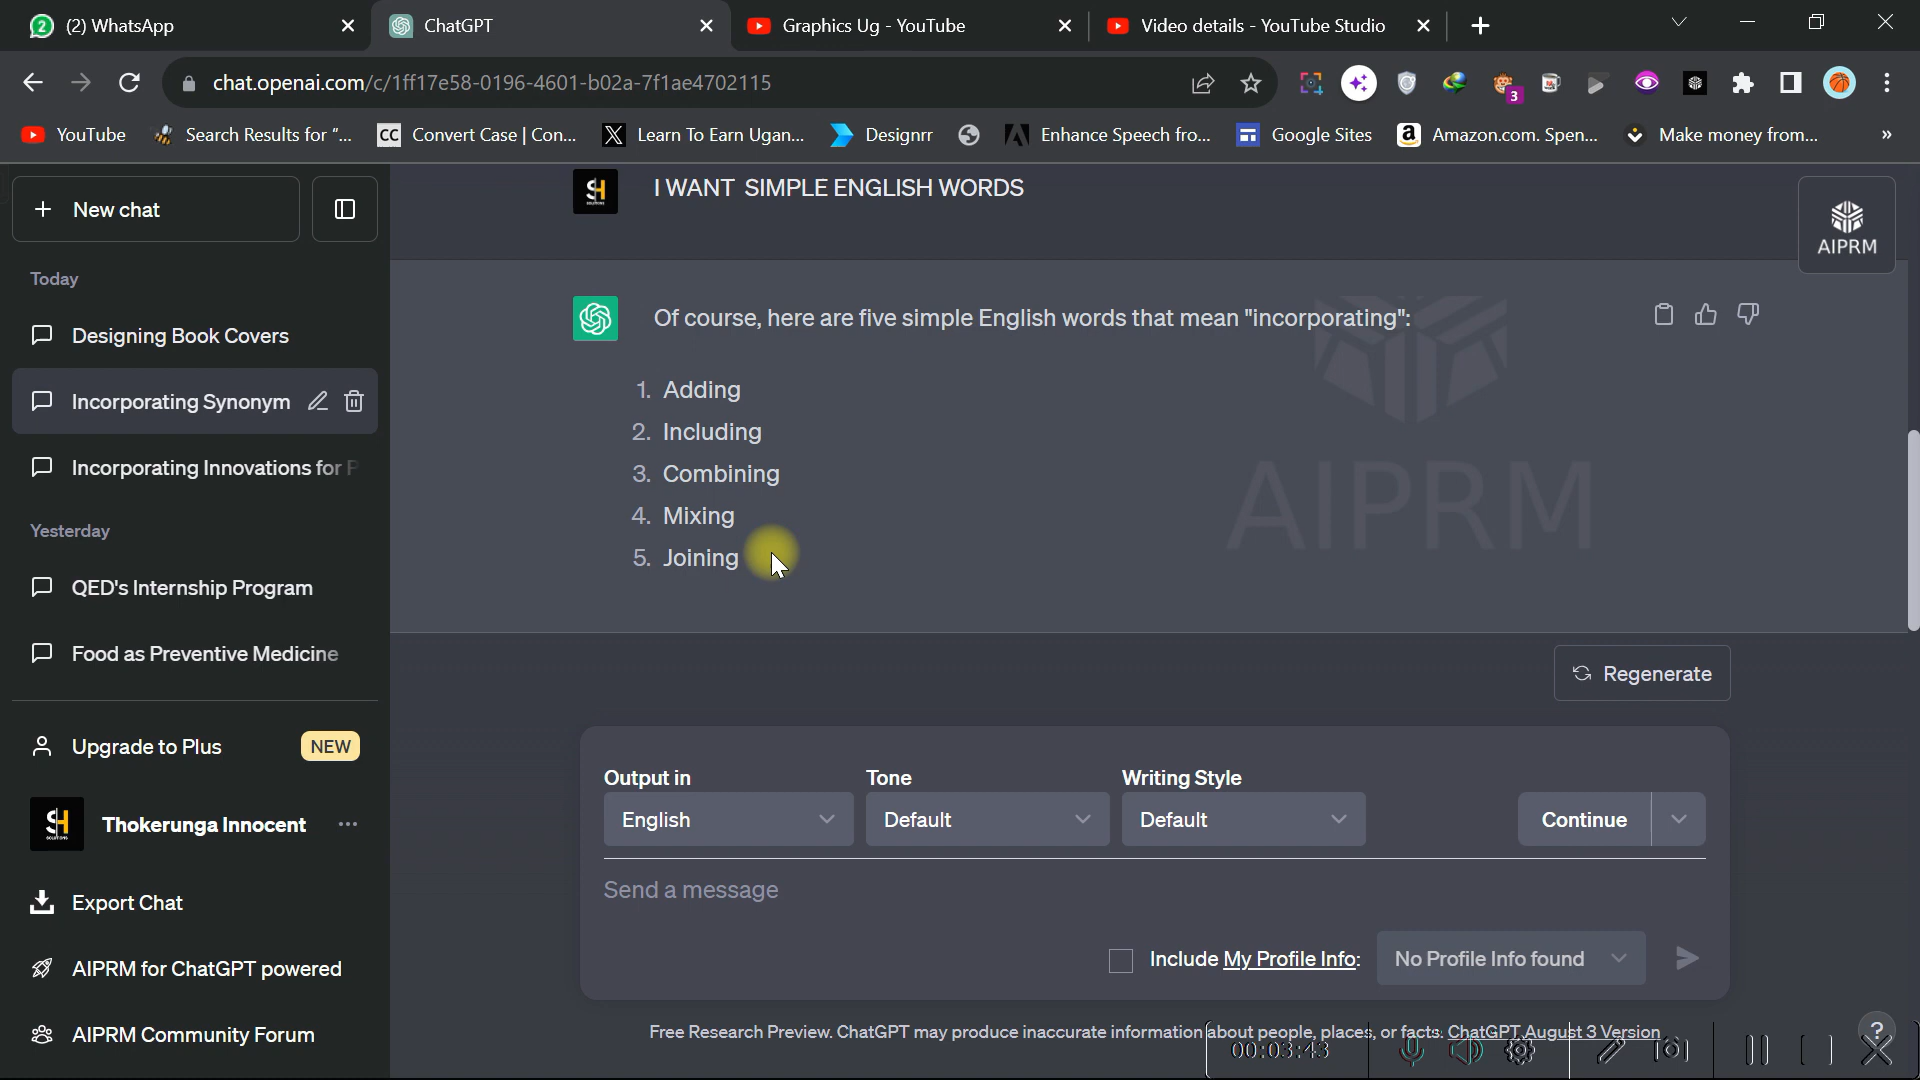 (2) WhatsApp
ChatGPT
Graphics Ug - YouTube
Video details - YouTube Studio
chat.openai.com/c/1ff17e58-0196-4601-b02a-7f1ae4702115
3
YouTube
Search Results for “...
CC Convert Case | Con...
Learn To Earn Ugan...
Designrr
Enhance Speech fro...
Google Sites
Amazon.com. Spen...
Make money from...
»
New chat
Today
Designing Book Covers
Incorporating Synonym
Incorporating Innovations for P
Yesterday
QED's Internship Program
Food as Preventive Medicine
Upgrade to Plus NEW
SH
SOLUTIONS
Thokerunga Innocent ...
Export Chat
AIPRM for ChatGPT powered
AIPRM Community Forum
SH
I WANT SIMPLE ENGLISH WORDS
AIPRM
Of course, here are five simple English words that mean "incorporating":
1. Adding
2. Including
3. Combining
4. Mixing
5. Joining
AIPRM
Regenerate
Output in
English
Tone
Default
Writing Style
Default
Continue
Send a message
Include My Profile Info:
No Profile Info found
Free Research Preview. ChatGPT may produce inaccurate information about people, places, or facts. ChatGPT August 3 Version
?
00:03:43